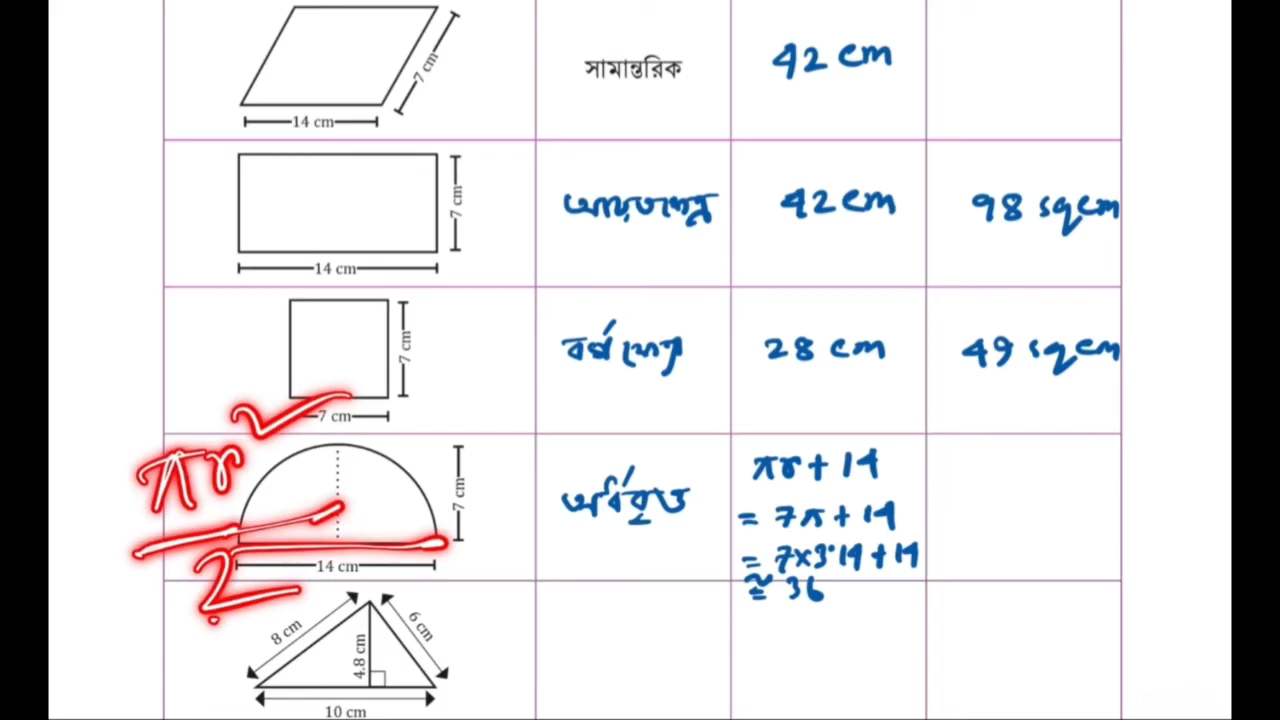 7 cm
14 cm
সামান্তরিক
42 cm
7 cm
14 cm
আয়তক্ষেত্র
42 cm
98 sq cm
7 cm
7 cm
বর্গক্ষেত্র
28 cm
49 sq cm
πr
2
7 cm
14 cm
অর্ধবৃত্ত
πr + 14
= 7π + 14
= 7×3.14 + 14
≈ 36
8 cm
6 cm
4.8 cm
10 cm